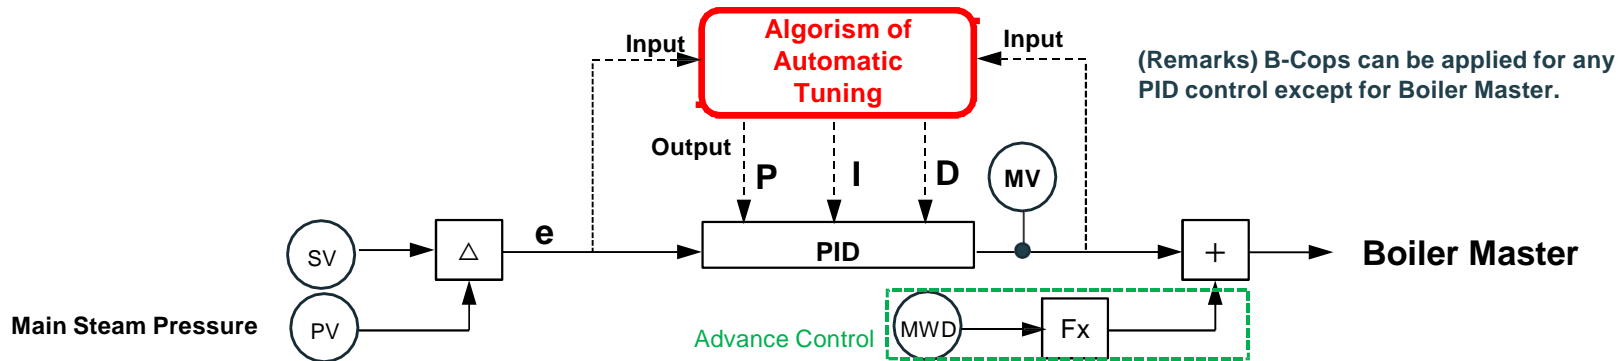 Algorism of
Automatic
Tuning
Input
Input
(Remarks) B-Cops can be applied for any
PID control except for Boiler Master.
Output
P
I
D
MV
SV
△
e
PID
+
Boiler Master
Main Steam Pressure
PV
Advance Control
MWD
Fx